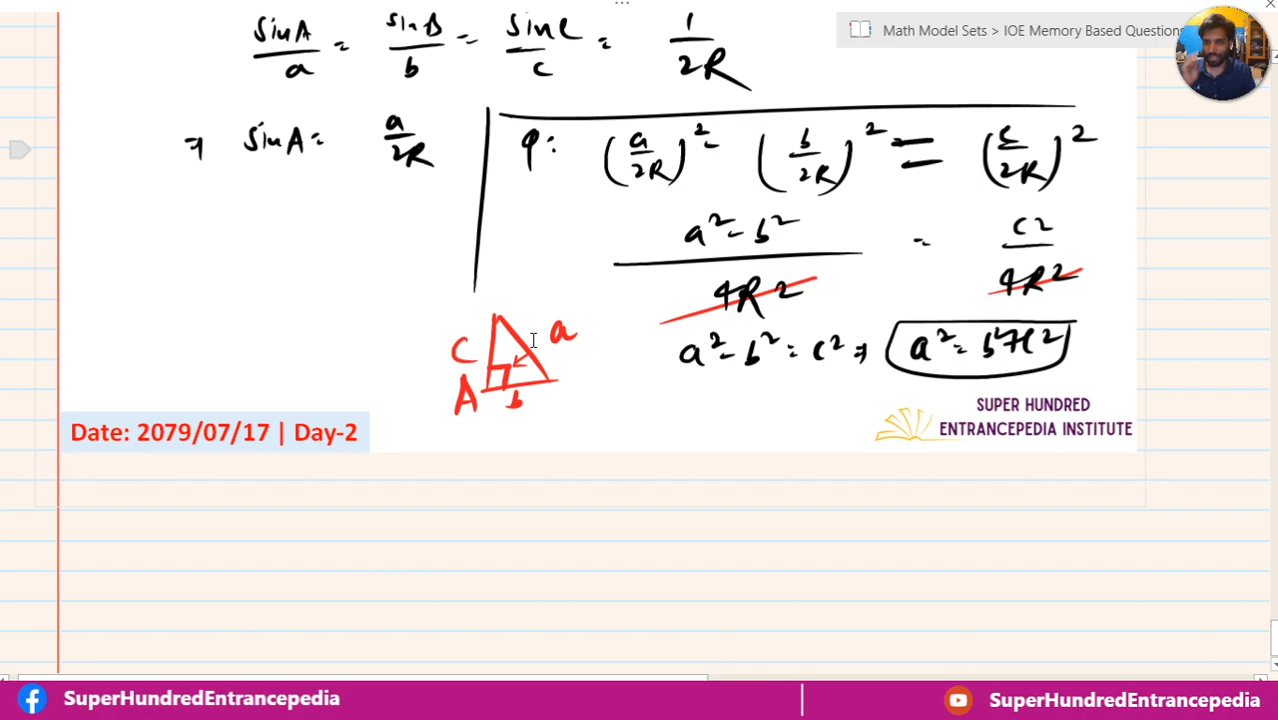 Math Model Sets > IOE Memory Based Questions
sinA/a = sinB/b = sinC/c = 1/2R
⇒ sinA = a/2R
φ: (a/2R)² - (b/2R)² = (c/2R)²
a² - b² / 4R² = c² / 4R²
a² - b² = c² ⇒ a² = b² + c²
C
a
A
b
SUPER HUNDRED
ENTRANCEPEDIA INSTITUTE
Date: 2079/07/17 | Day-2
SuperHundredEntrancepedia
SuperHundredEntrancepedia